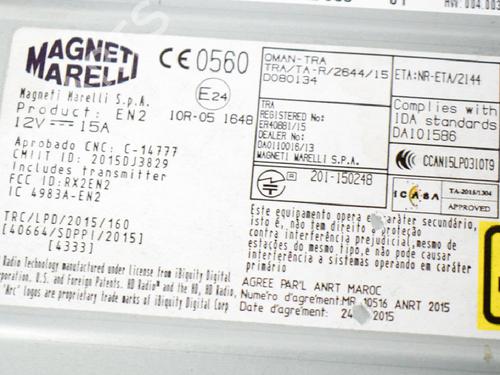 MAGNETI
MARELLI
Magneti Marelli S.p.A.
Product: EN2
12V 15A
Aprobado CNC: C-14777
CMIIT ID: 2015DJ3829
Includes transmitter
FCC ID: RX2EN2
IC 4983A-EN2
TRC/LPD/2015/160
[40664/SDPPI/2015]
[4333]
CE0560
E24
10R-05 1648
OMAN-TRA
TRA/TA-R/2644/15
D080134
TRA
REGISTERED No:
ER40881/15
DEALER No:
DA0110016/13
MAGNETI MARELLI S.P.A.
201-150248
ETA:NR-ETA/2144
Complies with
IDA standards
DA101586
CCAN15LP0310T9
ICASA
TA-2015/1304
APPROVED
Este equipamento opera em caráter secundário,
isto é, não tem direito a proteção
contra interferência prejudicial,mesmo de
estações do mesmo tipo,e não pode causar
interferência a sistemas operando em caráter
primário
AGREE PAR'L ANRT MAROC
Numero d'agrément:MR 10516 ANRT 2015
Date d'agrément: 24 2015
Radio Technology manufactured under license from iBiquity Digital
rporation. U.S. and Foreign Patents. HD Radio™ and the HD, HD Radio,
"Arc" logos are proprietary trade marks of iBiquity Digital Corp